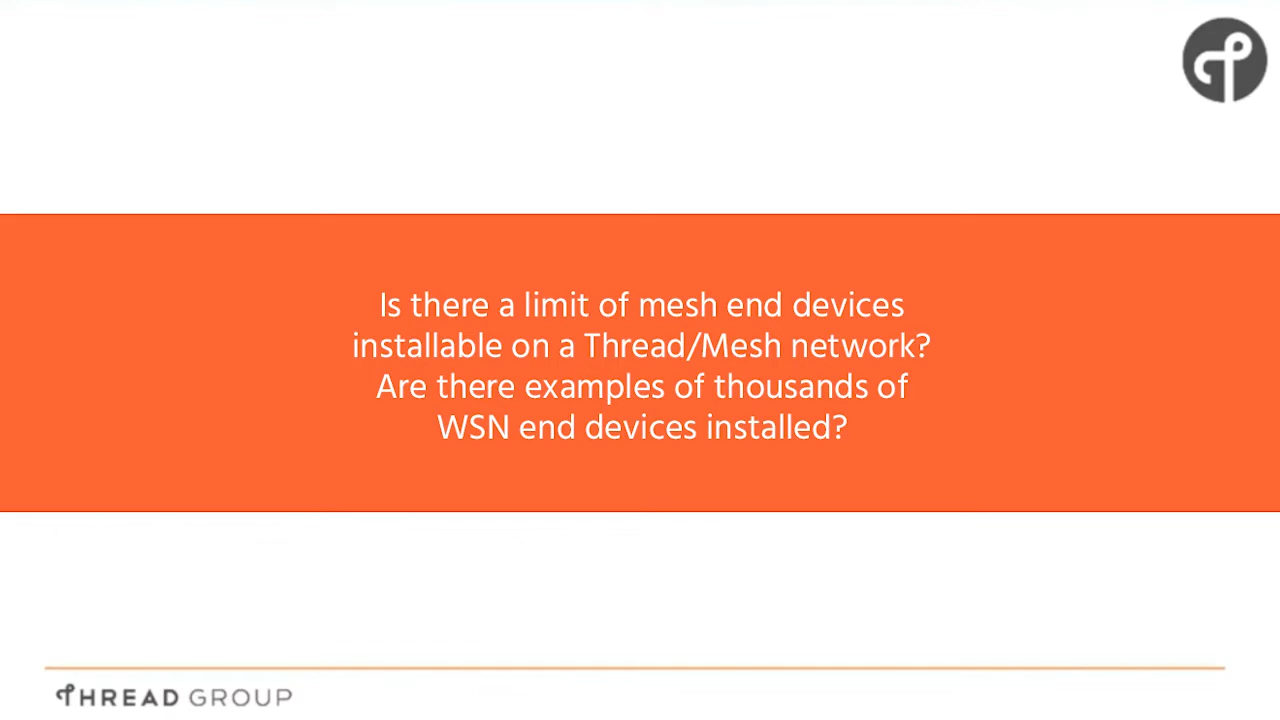 Is there a limit of mesh end devices
installable on a Thread/Mesh network?
Are there examples of thousands of
WSN end devices installed?
THREAD GROUP